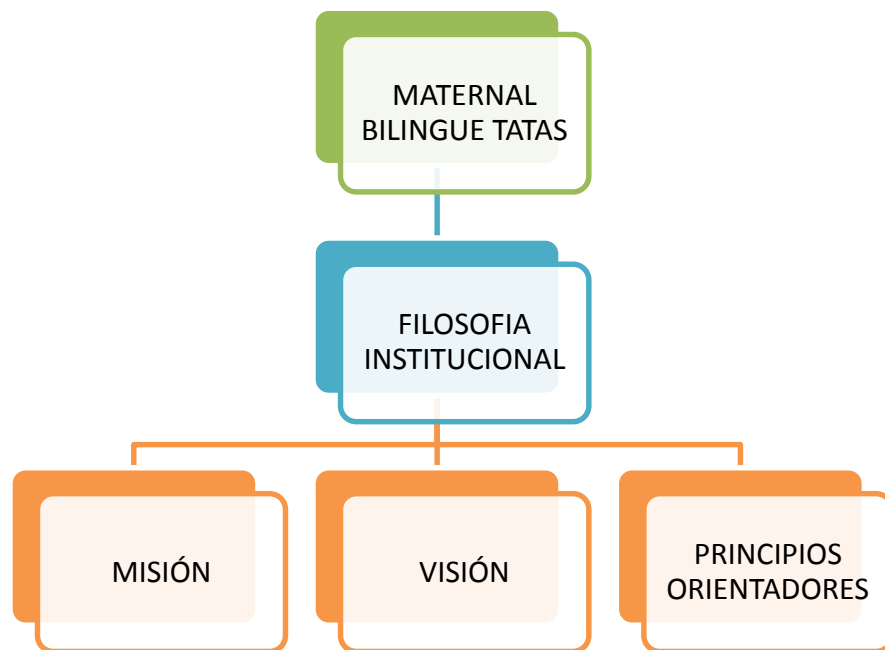 MATERNAL
BILINGUE TATAS
FILOSOFIA
INSTITUCIONAL
MISIÓN
VISIÓN
PRINCIPIOS
ORIENTADORES